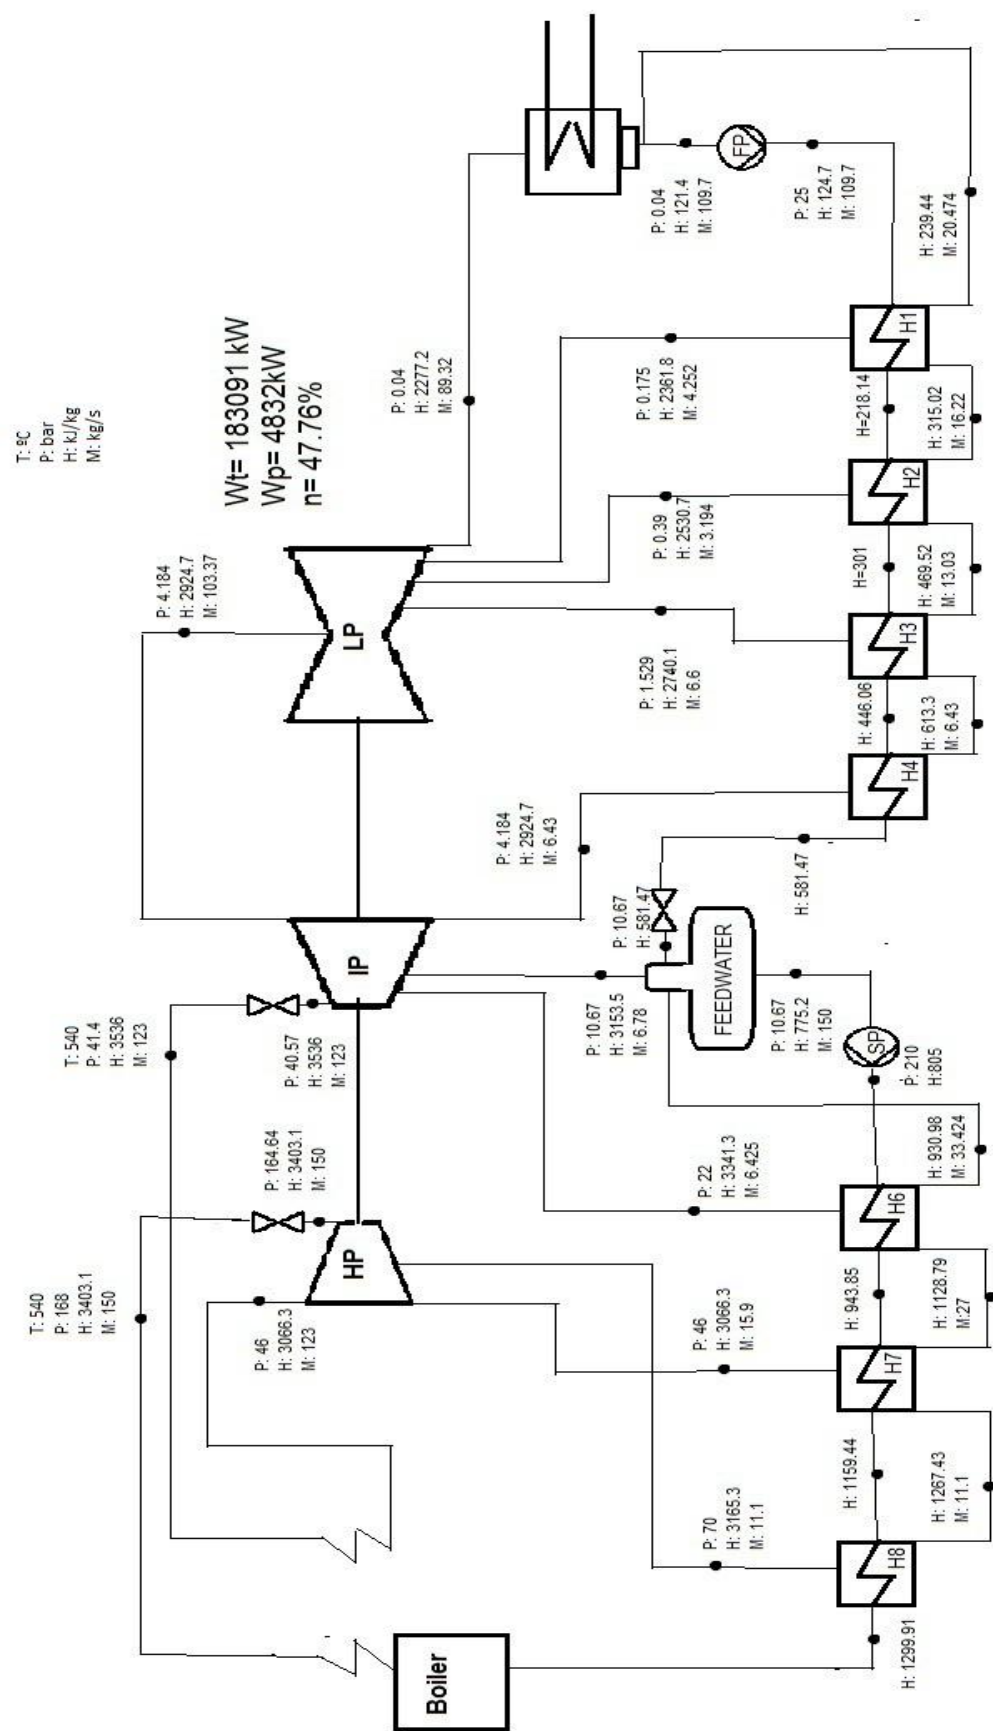 T: ºC
P: bar
H: kJ/kg
M: kg/s
Wt= 183091 kW
Wp= 4832kW
n= 47.76%
T: 540
P: 168
H: 3403.1
M: 150
T: 540
P: 41.4
H: 3536
M: 123
P: 4.184
H: 2924.7
M: 103.37
P: 164.64
H: 3403.1
M: 150
P: 40.57
H: 3536
M: 123
P: 0.04
H: 2277.2
M: 89.32
HP
IP
LP
P: 46
H: 3066.3
M: 123
Boiler
P: 70
H: 3165.3
M: 11.1
P: 46
H: 3066.3
M: 15.9
P: 22
H: 3341.3
M: 6.425
P: 10.67
H: 3153.5
M: 6.78
P: 10.67
H: 581.47
P: 4.184
H: 2924.7
M: 6.43
P: 1.529
H: 2740.1
M: 6.6
P: 0.39
H: 2530.7
M: 3.194
P: 0.175
H: 2361.8
M: 4.252
P: 0.04
H: 121.4
M: 109.7
FP
P: 25
H: 124.7
M: 109.7
FEEDWATER
P: 10.67
H: 775.2
M: 150
SP
P: 210
H:805
H: 581.47
H: 1299.91
H8
H: 1159.44
H7
H: 943.85
H6
H4
H: 446.06
H3
H=301
H2
H=218.14
H1
H: 1267.43
M: 11.1
H: 1128.79
M:27
H: 930.98
M: 33.424
H: 613.3
M: 6.43
H: 469.52
M: 13.03
H: 315.02
M: 16.22
H: 239.44
M: 20.474